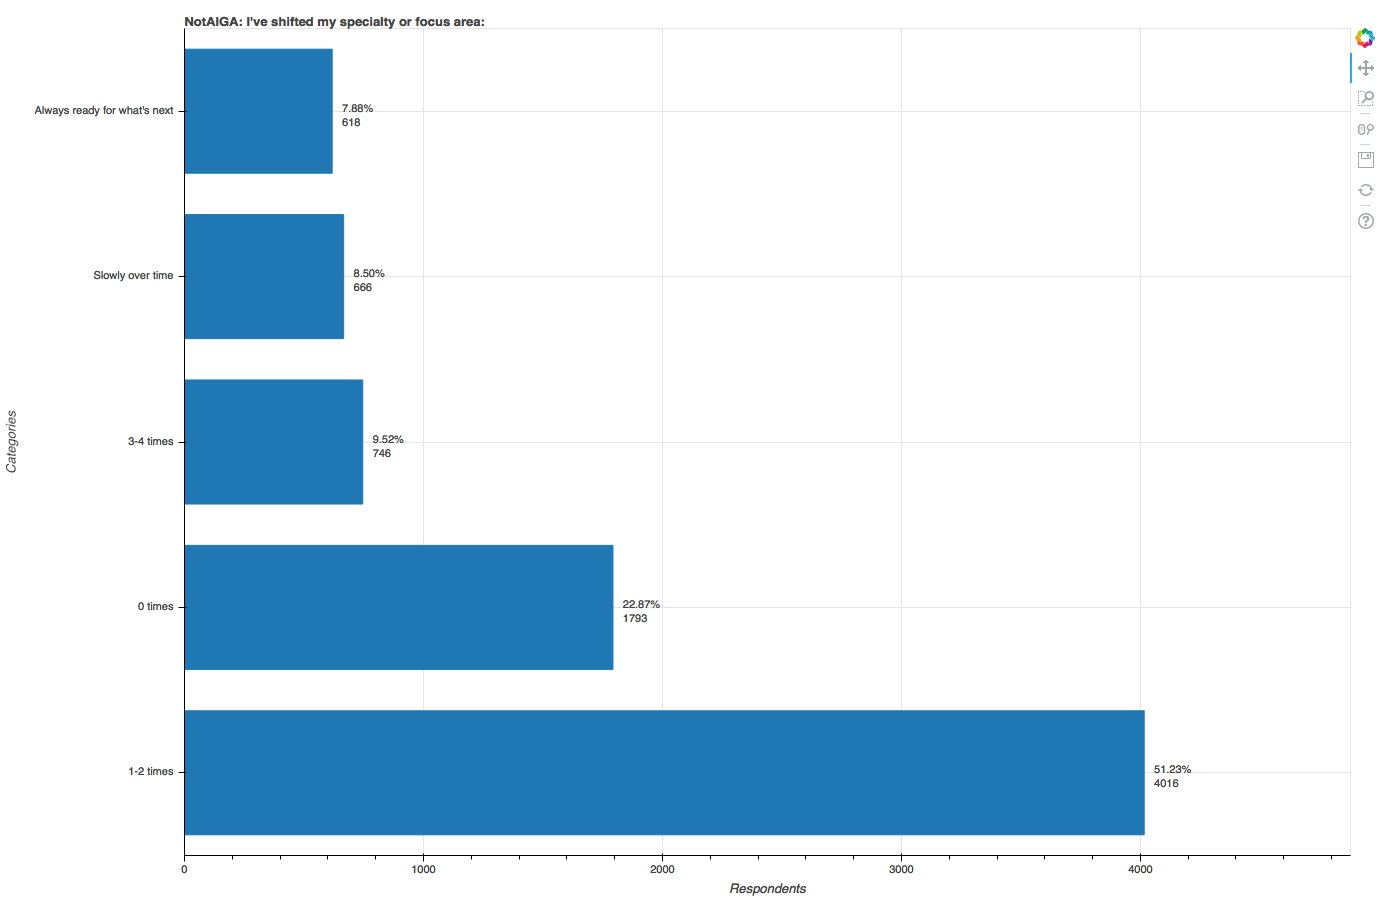 NotAIGA: I've shifted my specialty or focus area:
Always ready for what's next
7.88%
618
Slowly over time
8.50%
666
3-4 times
9.52%
746
0 times
22.87%
1793
1-2 times
51.23%
4016
Categories
0 1000 2000 3000 4000
Respondents